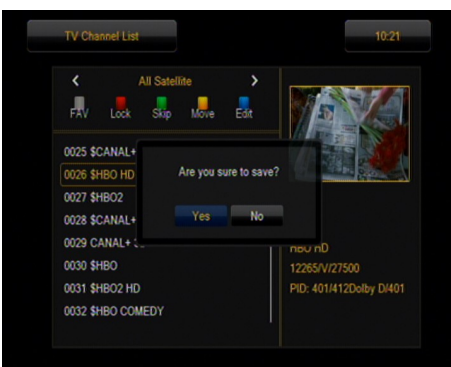 TV Channel List
10:21
All Satellite
FAV Lock Skip Move Edit
0025 $CANAL+
0026 $HBO HD
0027 $HBO2
0028 $CANAL+
0029 CANAL+
0030 $HBO
0031 $HBO2 HD
0032 $HBO COMEDY
Are you sure to save?
Yes No
HBO HD
12265/V/27500
PID: 401/412Dolby D/401